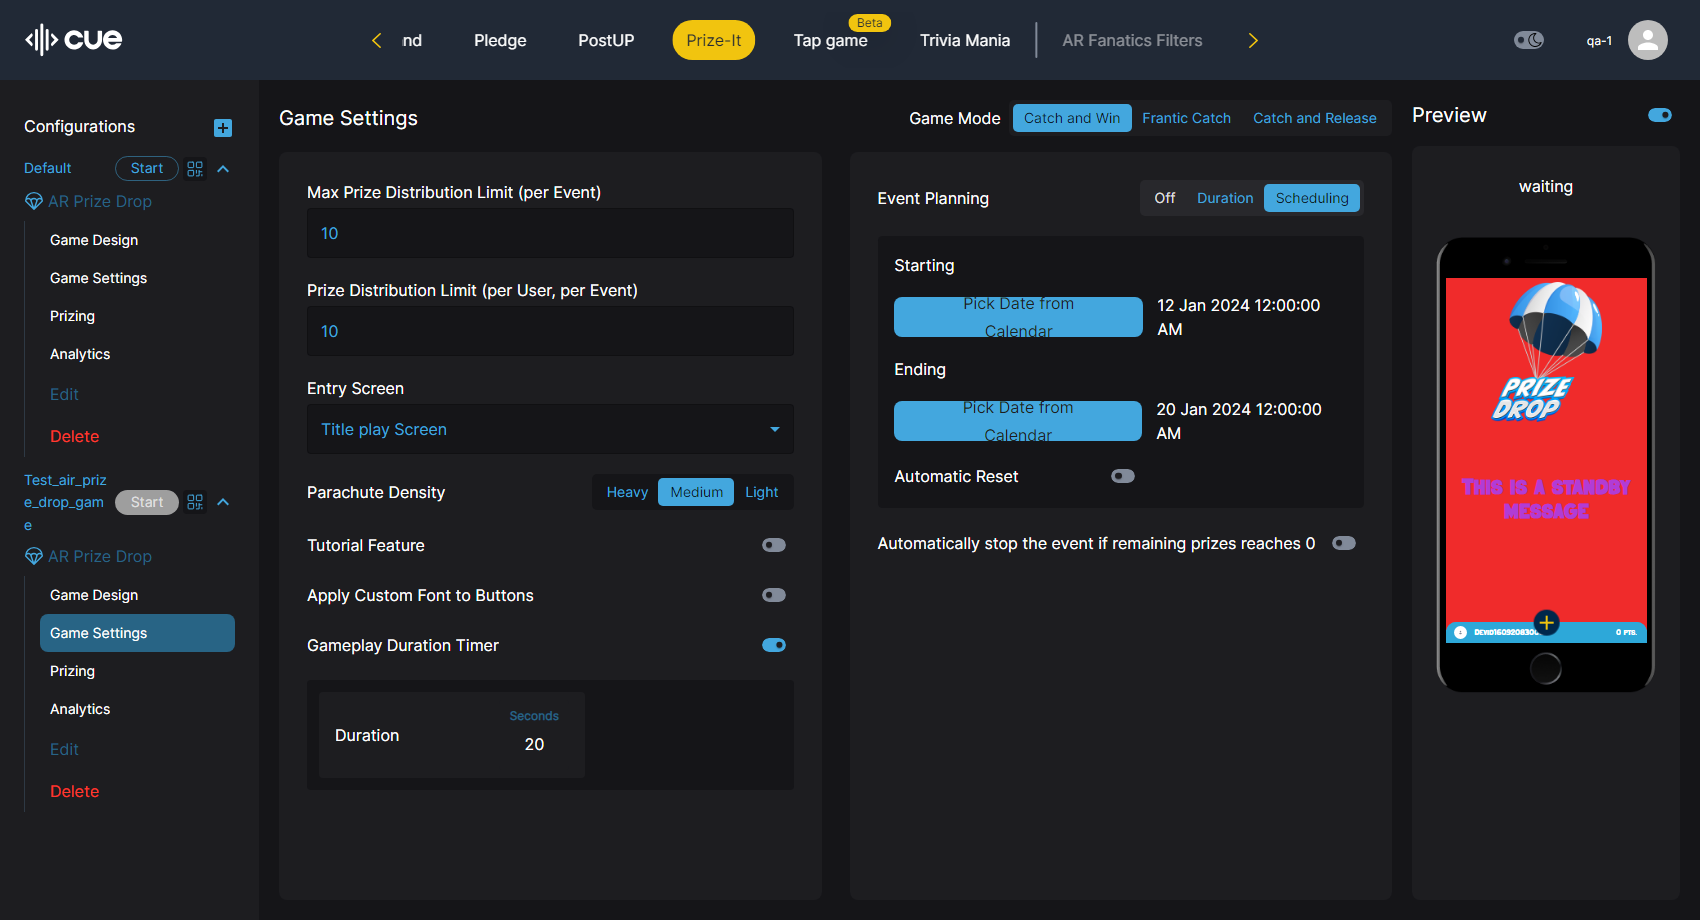 cue
nd
Pledge
PostUP
Prize-It
Beta
Tap game
Trivia Mania
AR Fanatics Filters
qa-1
Configurations
Default
Start
AR Prize Drop
Game Design
Game Settings
Prizing
Analytics
Edit
Delete
Test_air_priz
e_drop_gam
e
Start
AR Prize Drop
Game Design
Game Settings
Prizing
Analytics
Edit
Delete
Game Settings
Game Mode
Catch and Win
Frantic Catch
Catch and Release
Max Prize Distribution Limit (per Event)
10
Prize Distribution Limit (per User, per Event)
10
Entry Screen
Title play Screen
Parachute Density
Heavy
Medium
Light
Tutorial Feature
Apply Custom Font to Buttons
Gameplay Duration Timer
Duration
Seconds
20
Event Planning
Off
Duration
Scheduling
Starting
Pick Date from
Calendar
12 Jan 2024 12:00:00
AM
Ending
Pick Date from
Calendar
20 Jan 2024 12:00:00
AM
Automatic Reset
Automatically stop the event if remaining prizes reaches 0
Preview
waiting
PRIZE
DROP
THIS IS A STANDBY
MESSAGE
0 PTS.